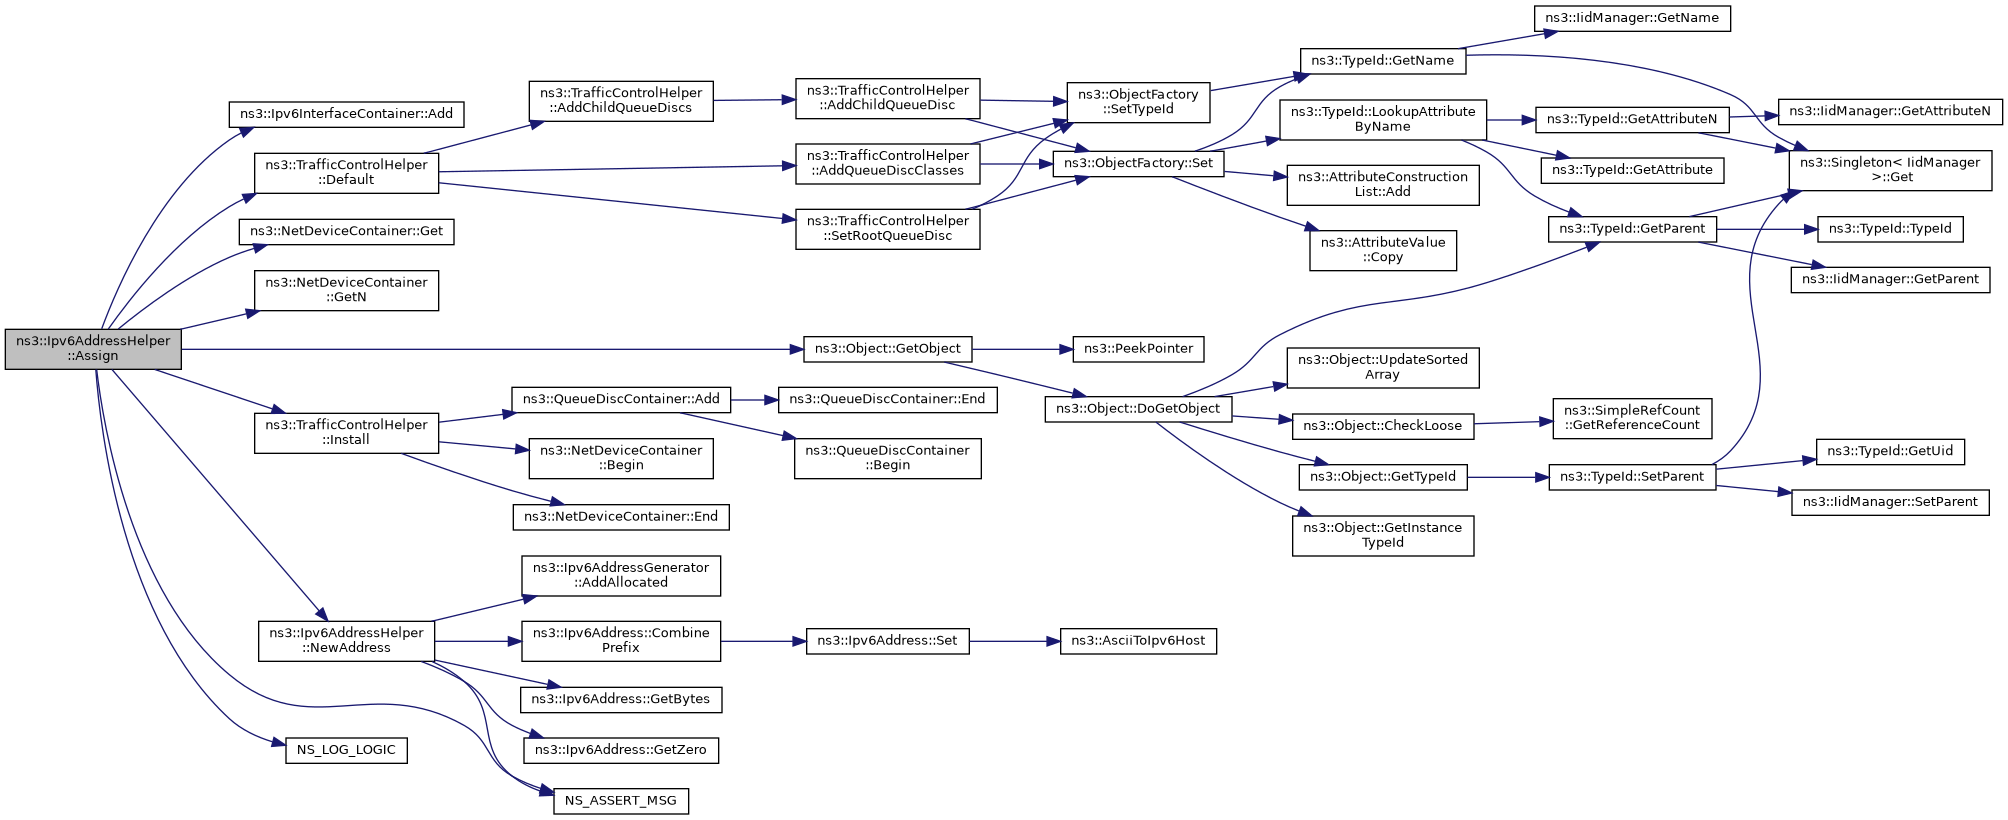 ns3::Ipv6AddressHelper
::Assign
ns3::Ipv6InterfaceContainer::Add
ns3::TrafficControlHelper
::Default
ns3::NetDeviceContainer::Get
ns3::NetDeviceContainer
::GetN
ns3::TrafficControlHelper
::Install
ns3::Ipv6AddressHelper
::NewAddress
NS_LOG_LOGIC
ns3::TrafficControlHelper
::AddChildQueueDiscs
ns3::QueueDiscContainer::Add
ns3::NetDeviceContainer
::Begin
ns3::NetDeviceContainer::End
ns3::Ipv6AddressGenerator
::AddAllocated
ns3::Ipv6Address::Combine
Prefix
ns3::Ipv6Address::GetBytes
ns3::Ipv6Address::GetZero
NS_ASSERT_MSG
ns3::TrafficControlHelper
::AddChildQueueDisc
ns3::TrafficControlHelper
::AddQueueDiscClasses
ns3::TrafficControlHelper
::SetRootQueueDisc
ns3::Object::GetObject
ns3::QueueDiscContainer::End
ns3::QueueDiscContainer
::Begin
ns3::Ipv6Address::Set
ns3::ObjectFactory
::SetTypeId
ns3::ObjectFactory::Set
ns3::PeekPointer
ns3::Object::DoGetObject
ns3::AsciiToIpv6Host
ns3::TypeId::GetName
ns3::TypeId::LookupAttribute
ByName
ns3::AttributeConstruction
List::Add
ns3::AttributeValue
::Copy
ns3::Object::UpdateSorted
Array
ns3::Object::CheckLoose
ns3::Object::GetTypeId
ns3::Object::GetInstance
TypeId
ns3::IidManager::GetName
ns3::TypeId::GetAttributeN
ns3::TypeId::GetAttribute
ns3::TypeId::GetParent
ns3::SimpleRefCount
::GetReferenceCount
ns3::TypeId::SetParent
ns3::IidManager::GetAttributeN
ns3::Singleton< IidManager
>::Get
ns3::TypeId::TypeId
ns3::IidManager::GetParent
ns3::TypeId::GetUid
ns3::IidManager::SetParent